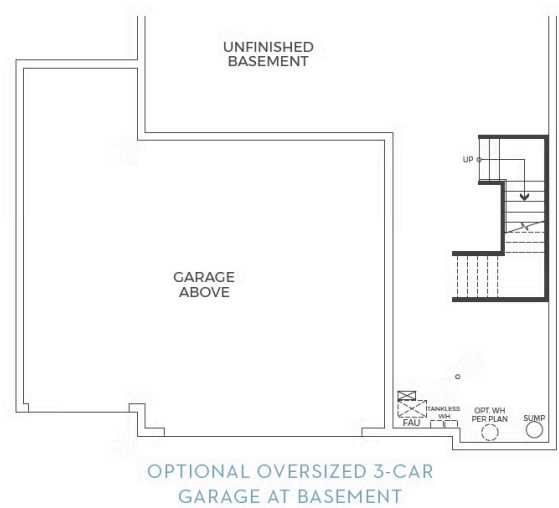 UNFINISHED
BASEMENT
UP
GARAGE
ABOVE
TANKLESS
WH
FAU
OPT. WH
PER PLAN
SUMP
OPTIONAL OVERSIZED 3-CAR
GARAGE AT BASEMENT